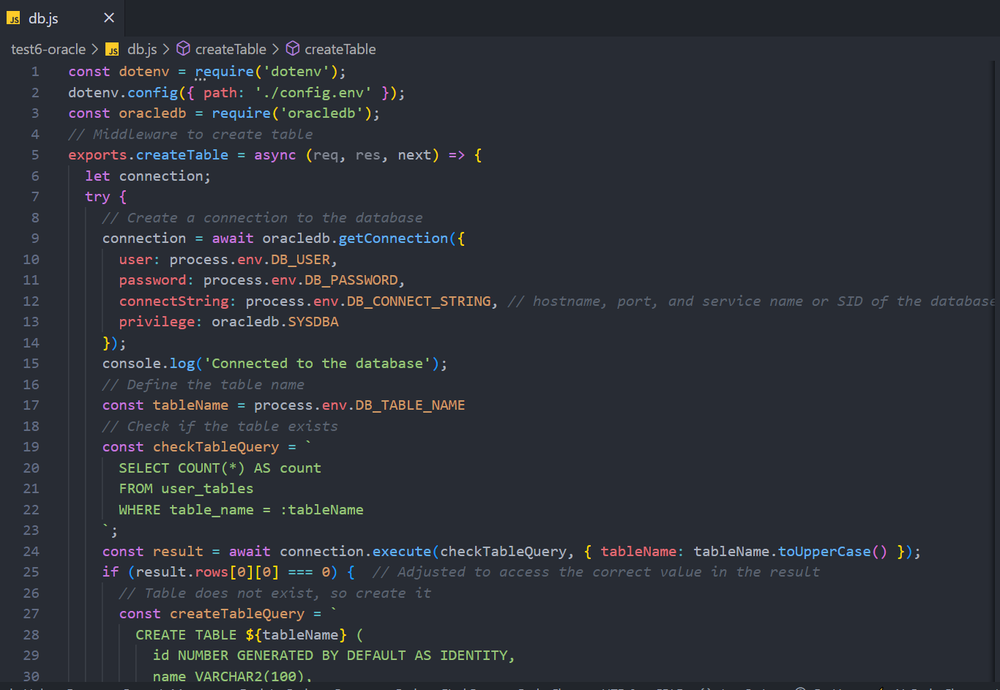 JS db.js ×
test6-oracle > JS db.js > createTable > createTable
1 const dotenv = require('dotenv');
2 dotenv.config({ path: './config.env' });
3 const oracledb = require('oracledb');
4 // Middleware to create table
5 exports.createTable = async (req, res, next) => {
6 let connection;
7 try {
8 // Create a connection to the database
9 connection = await oracledb.getConnection({
10 user: process.env.DB_USER,
11 password: process.env.DB_PASSWORD,
12 connectString: process.env.DB_CONNECT_STRING, // hostname, port, and service name or SID of the database
13 privilege: oracledb.SYSDBA
14 });
15 console.log('Connected to the database');
16 // Define the table name
17 const tableName = process.env.DB_TABLE_NAME
18 // Check if the table exists
19 const checkTableQuery = `
20 SELECT COUNT(*) AS count
21 FROM user_tables
22 WHERE table_name = :tableName
23 `;
24 const result = await connection.execute(checkTableQuery, { tableName: tableName.toUpperCase() });
25 if (result.rows[0][0] === 0) { // Adjusted to access the correct value in the result
26 // Table does not exist, so create it
27 const createTableQuery = `
28 CREATE TABLE ${tableName} (
29 id NUMBER GENERATED BY DEFAULT AS IDENTITY,
30 name VARCHAR2(100),